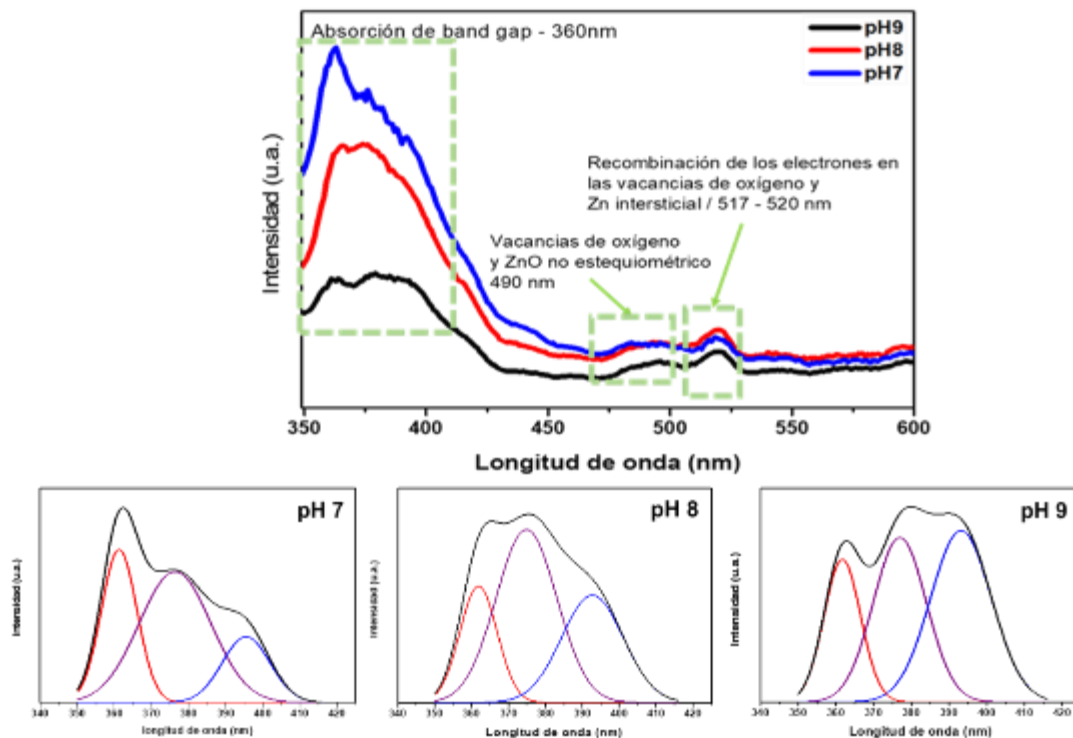 Absorción de band gap - 360nm
pH9
pH8
pH7
Recombinación de los electrones en
las vacancias de oxígeno y
Zn intersticial / 517 - 520 nm
Vacancias de oxígeno
y ZnO no estequiométrico
490 nm
Intensidad (u.a.)
350 400 450 500 550 600
Longitud de onda (nm)
pH 7
Intensidad (u.a.)
340 350 360 370 380 390 400 410 420
longitud de onda (nm)
pH 8
Intensidad (u.a.)
340 350 360 370 380 390 400 410 420
Longitud de onda (nm)
pH 9
Intensidad (u.a.)
340 350 360 370 380 390 400 410 420
Longitud de onda (nm)